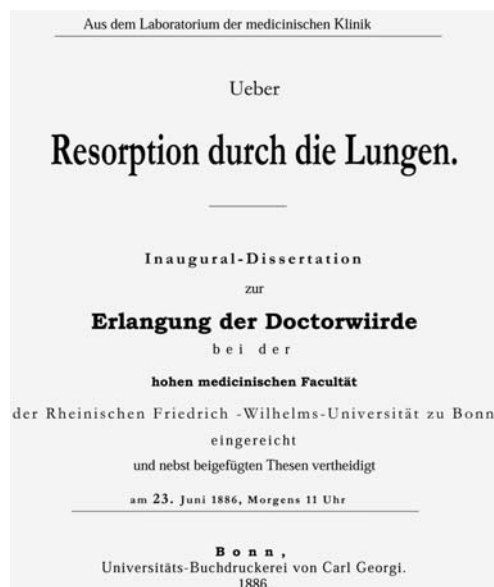 Aus dem Laboratorium der medicinischen Klinik
Ueber
Resorption durch die Lungen.
Inaugural-Dissertation
zur
Erlangung der Doctorwiirde
bei der
hohen medicinischen Facultät
der Rheinischen Friedrich -Wilhelms-Universität zu Bonn
eingereicht
und nebst beigefügten Thesen vertheidigt
am 23. Juni 1886, Morgens 11 Uhr
Bonn,
Universitäts-Buchdruckerei von Carl Georgi.
1886